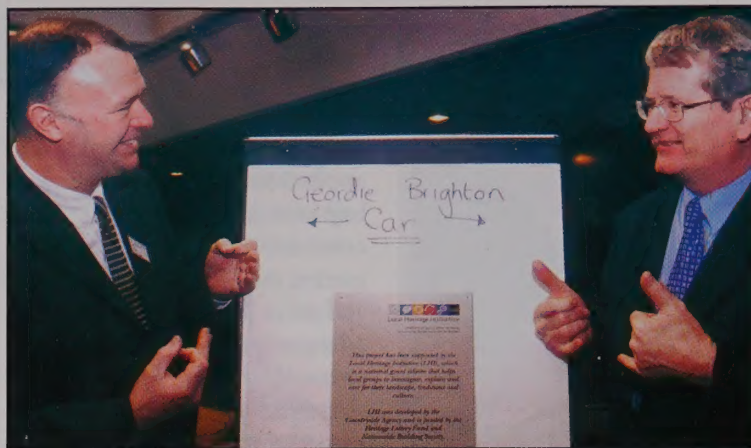 Geordie Brighton
← Car →
Local Heritage Initiative
This project has been supported by the
Local Heritage Initiative (LHI), which
is a national grant scheme that helps
local groups to investigate, explain and
care for their landscape, traditions and
culture.
LHI was developed by the
Countryside Agency and is funded by the
Heritage Lottery Fund and
Nationwide Building Society.